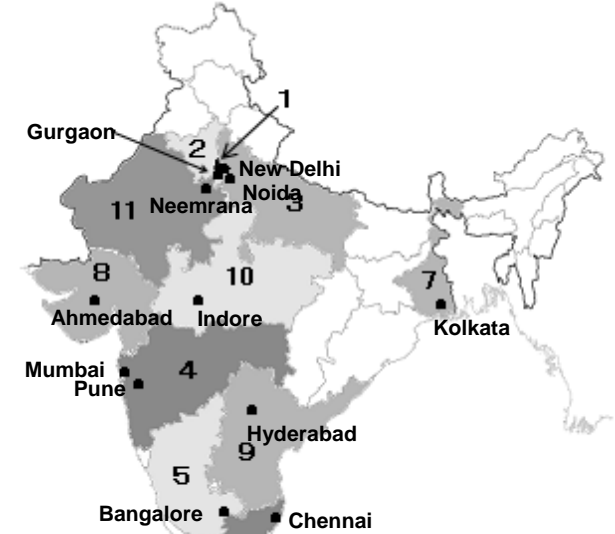 1
Gurgaon
2
New Delhi
Noida
Neemrana
3
11
8
10
7
Ahmedabad
Indore
Kolkata
Mumbai
4
Pune
Hyderabad
9
5
Bangalore
Chennai